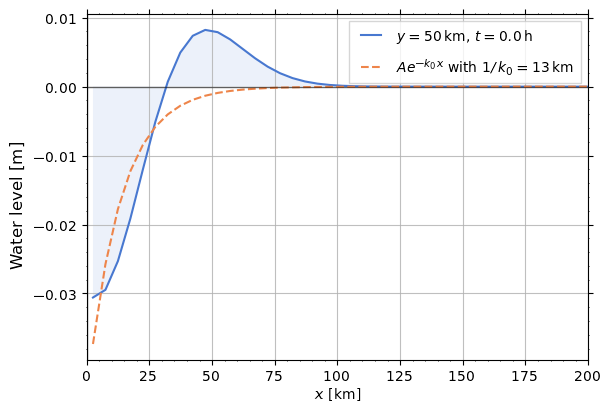 0.01
0.00
−0.01
−0.02
−0.03
Water level [m]
y = 50 km, t = 0.0 h
Ae^{−k₀x} with 1/k₀ = 13 km
0 25 50 75 100 125 150 175 200
x [km]